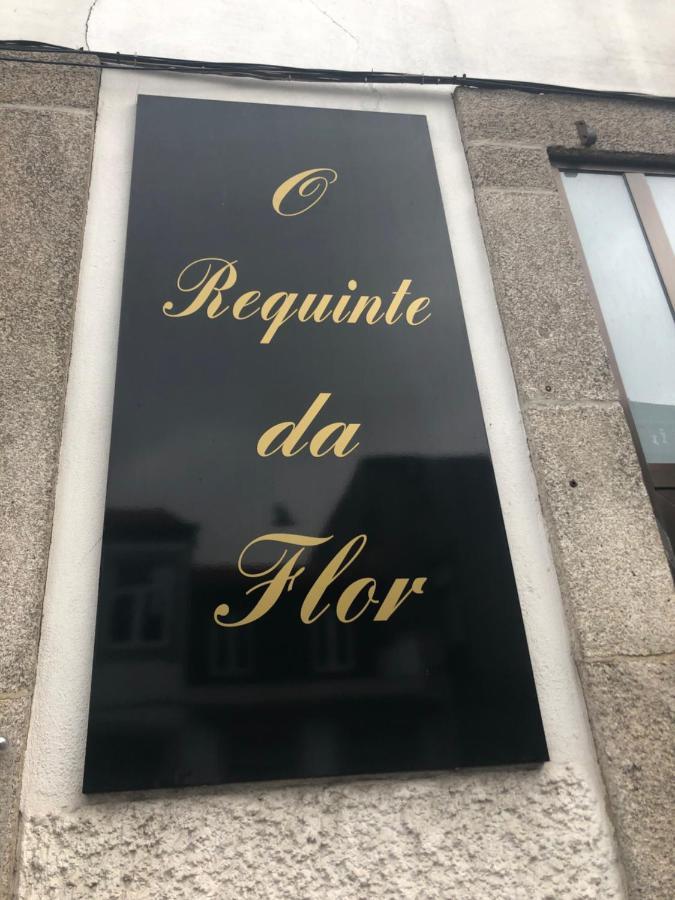 O
Requinte
da
Flor